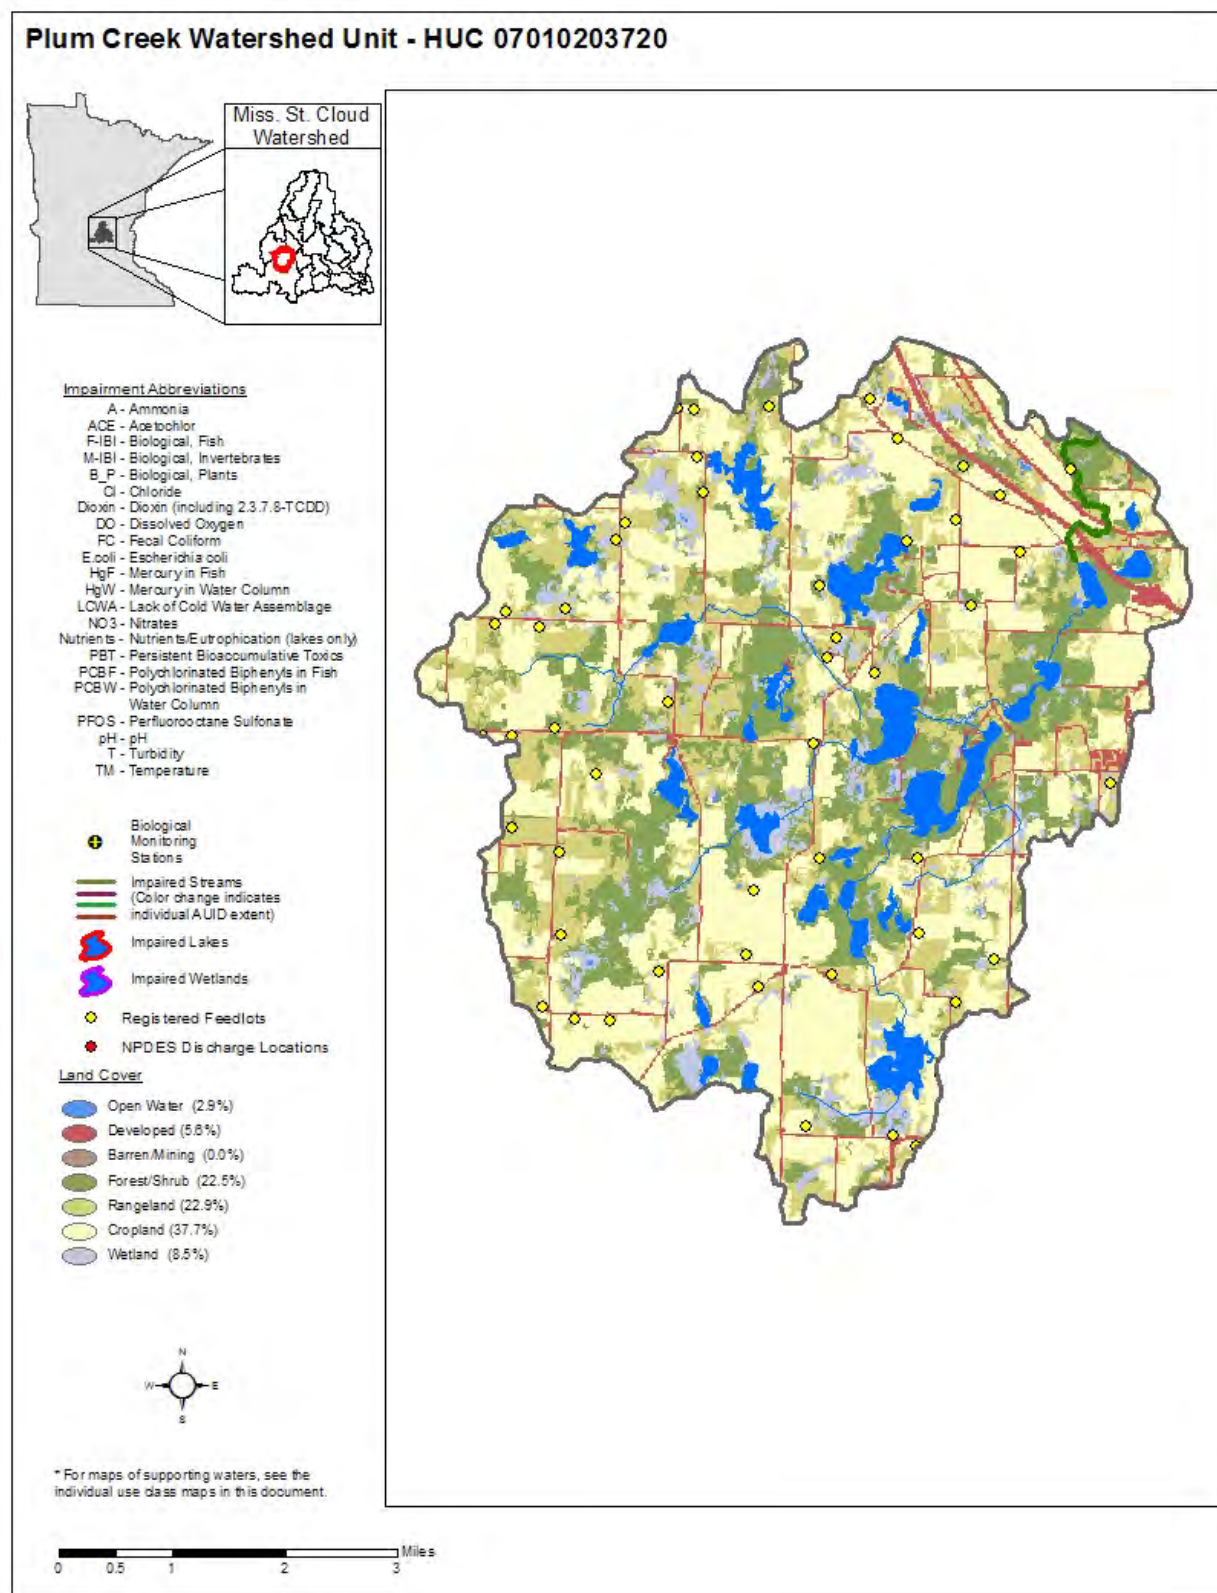 Plum Creek Watershed Unit - HUC 07010203720
Miss. St. Cloud
Watershed
Impairment Abbreviations
A - Ammonia
ACE - Acetochlor
F-IBI - Biological, Fish
M-IBI - Biological, Invertebrates
B_P - Biological, Plants
Cl - Chloride
Dioxin - Dioxin (including 2.3.7.8-TCDD)
DO - Dissolved Oxygen
FC - Fecal Coliform
E.coli - Escherichia coli
HgF - Mercury in Fish
HgW - Mercury in Water Column
LCWA - Lack of Cold Water Assemblage
NO3 - Nitrates
Nutrients - Nutrients/Eutrophication (lakes only)
PBT - Persistent Bioaccumulative Toxics
PCBF - Polychlorinated Biphenyls in Fish
PCBW - Polychlorinated Biphenyls in
Water Column
PFOS - Perfluorooctane Sulfonate
pH - pH
T - Turbidity
TM - Temperature
Biological
Monitoring
Stations
Impaired Streams
(Color change indicates
individual AUID extent)
Impaired Lakes
Impaired Wetlands
Registered Feedlots
NPDES Discharge Locations
Land Cover
Open Water (2.9%)
Developed (5.6%)
Barren/Mining (0.0%)
Forest/Shrub (22.5%)
Rangeland (22.9%)
Cropland (37.7%)
Wetland (8.5%)
N
W E
S
* For maps of supporting waters, see the
individual use class maps in this document.
Miles
0 0.5 1 2 3